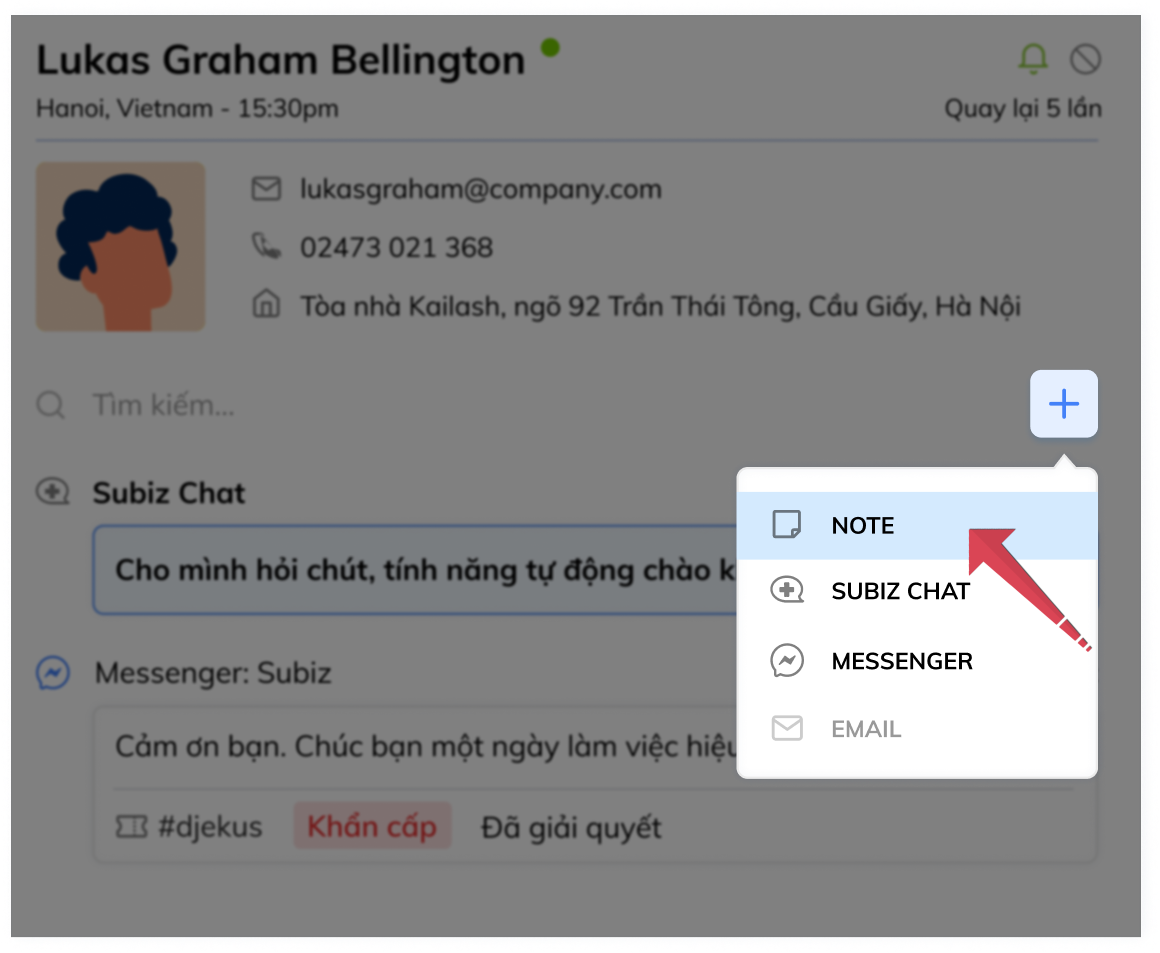 Lukas Graham Bellington
Hanoi, Vietnam - 15:30pm
Quay lại 5 lần
lukasgraham@company.com
02473 021 368
Tòa nhà Kailash, ngõ 92 Trần Thái Tông, Cầu Giấy, Hà Nội
Tìm kiếm...
Subiz Chat
Cho mình hỏi chút, tính năng tự động chào
NOTE
SUBIZ CHAT
MESSENGER
EMAIL
Messenger: Subiz
Cảm ơn bạn. Chúc bạn một ngày làm việc hiệu
#djekus
Khẩn cấp
Đã giải quyết